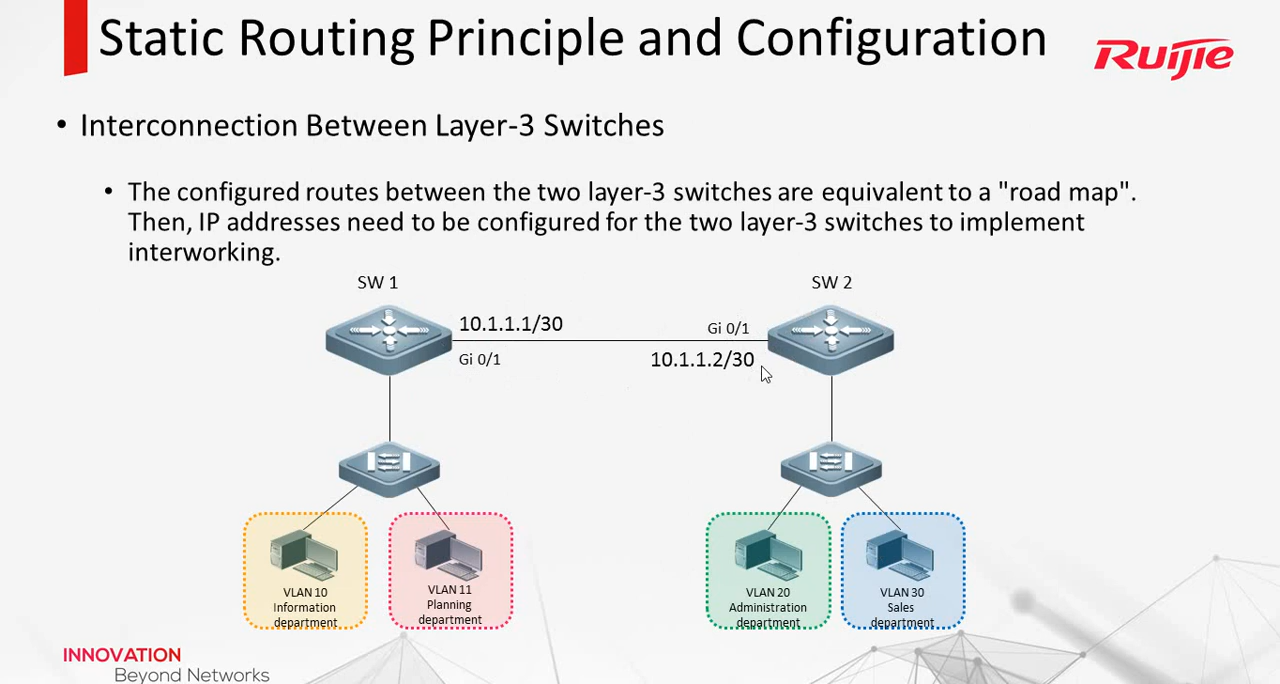 Static Routing Principle and Configuration
Ruijie
• Interconnection Between Layer-3 Switches
• The configured routes between the two layer-3 switches are equivalent to a "road map".
Then, IP addresses need to be configured for the two layer-3 switches to implement
interworking.
SW 1
SW 2
10.1.1.1/30
Gi 0/1
Gi 0/1
10.1.1.2/30
VLAN 10
Information
department
VLAN 11
Planning
department
VLAN 20
Administration
department
VLAN 30
Sales
department
INNOVATION
Beyond Networks